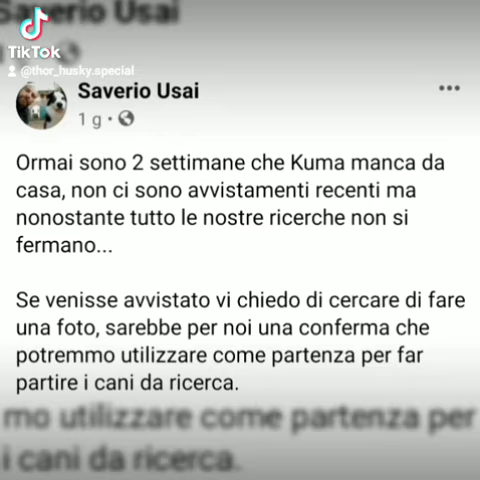 Saverio Usai
TikTok
@thor_husky.special
Saverio Usai
1 g
Ormai sono 2 settimane che Kuma manca da
casa, non ci sono avvistamenti recenti ma
nonostante tutto le nostre ricerche non si
fermano...
Se venisse avvistato vi chiedo di cercare di fare
una foto, sarebbe per noi una conferma che
potremmo utilizzare come partenza per far
partire i cani da ricerca.
mo utilizzare come partenza per
i cani da ricerca.